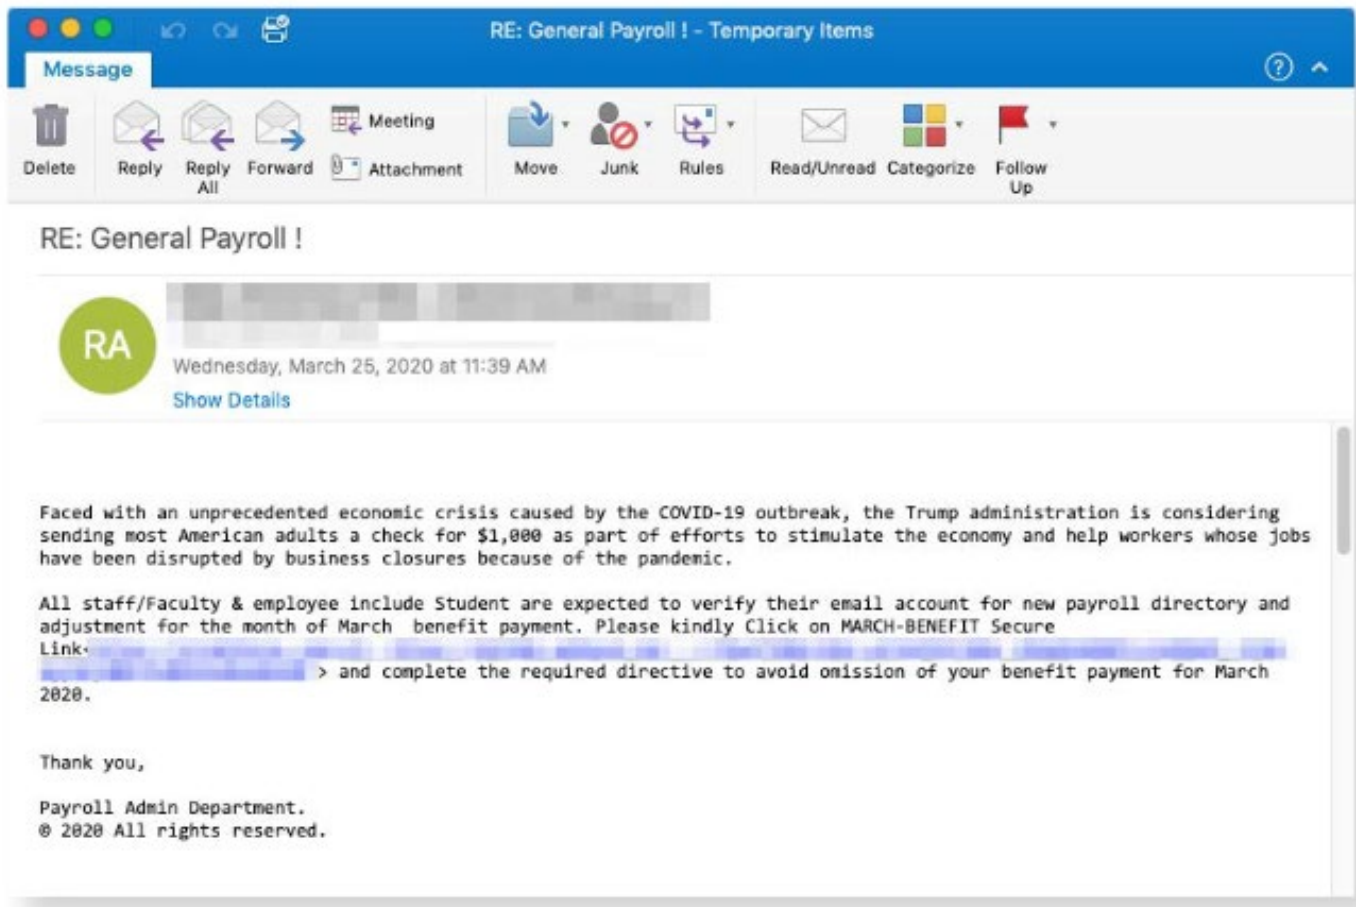 RE: General Payroll ! - Temporary Items
Message
Delete
Reply
Reply All
Forward
Meeting
Attachment
Move
Junk
Rules
Read/Unread
Categorize
Follow Up
RE: General Payroll !
RA
Wednesday, March 25, 2020 at 11:39 AM
Show Details
Faced with an unprecedented economic crisis caused by the COVID-19 outbreak, the Trump administration is considering
sending most American adults a check for $1,000 as part of efforts to stimulate the economy and help workers whose jobs
have been disrupted by business closures because of the pandemic.
All staff/Faculty & employee include Student are expected to verify their email account for new payroll directory and
adjustment for the month of March  benefit payment. Please kindly Click on MARCH-BENEFIT Secure
Link<
> and complete the required directive to avoid omission of your benefit payment for March
2020.
Thank you,
Payroll Admin Department.
© 2020 All rights reserved.